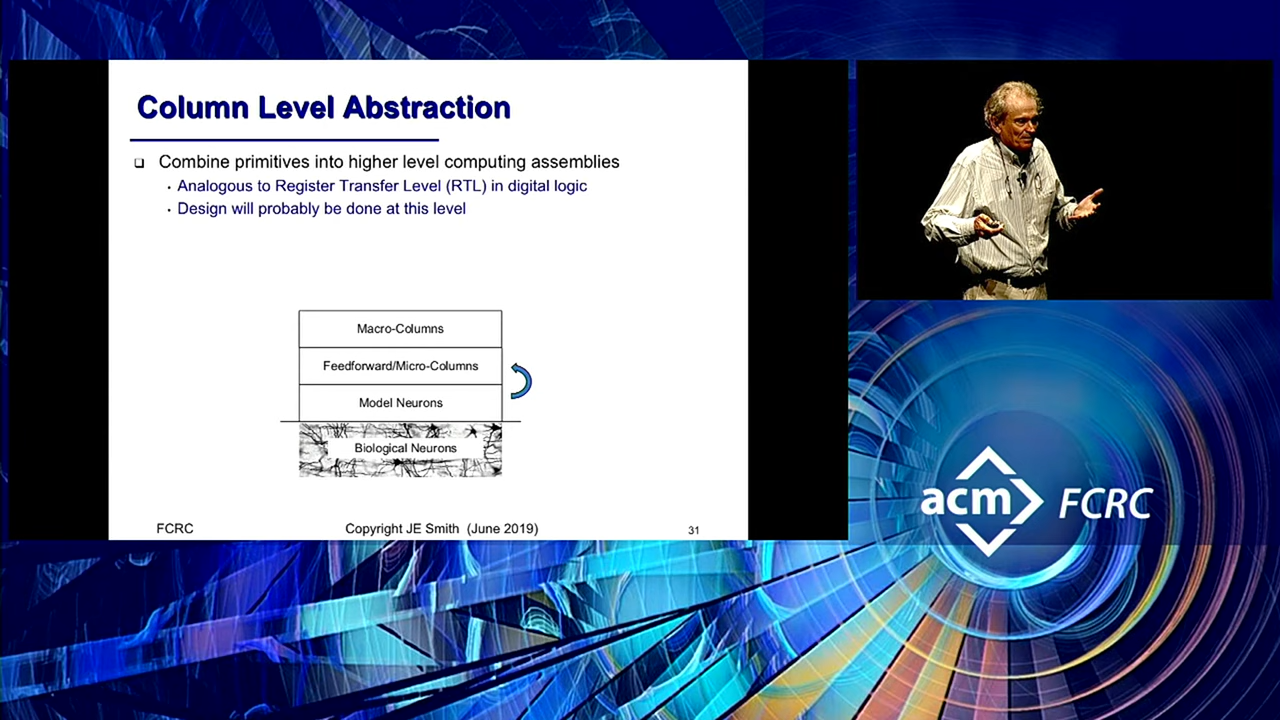 Column Level Abstraction
❑ Combine primitives into higher level computing assemblies
• Analogous to Register Transfer Level (RTL) in digital logic
• Design will probably be done at this level
Macro-Columns
Feedforward/Micro-Columns
Model Neurons
Biological Neurons
FCRC Copyright JE Smith (June 2019) 31
acm FCRC